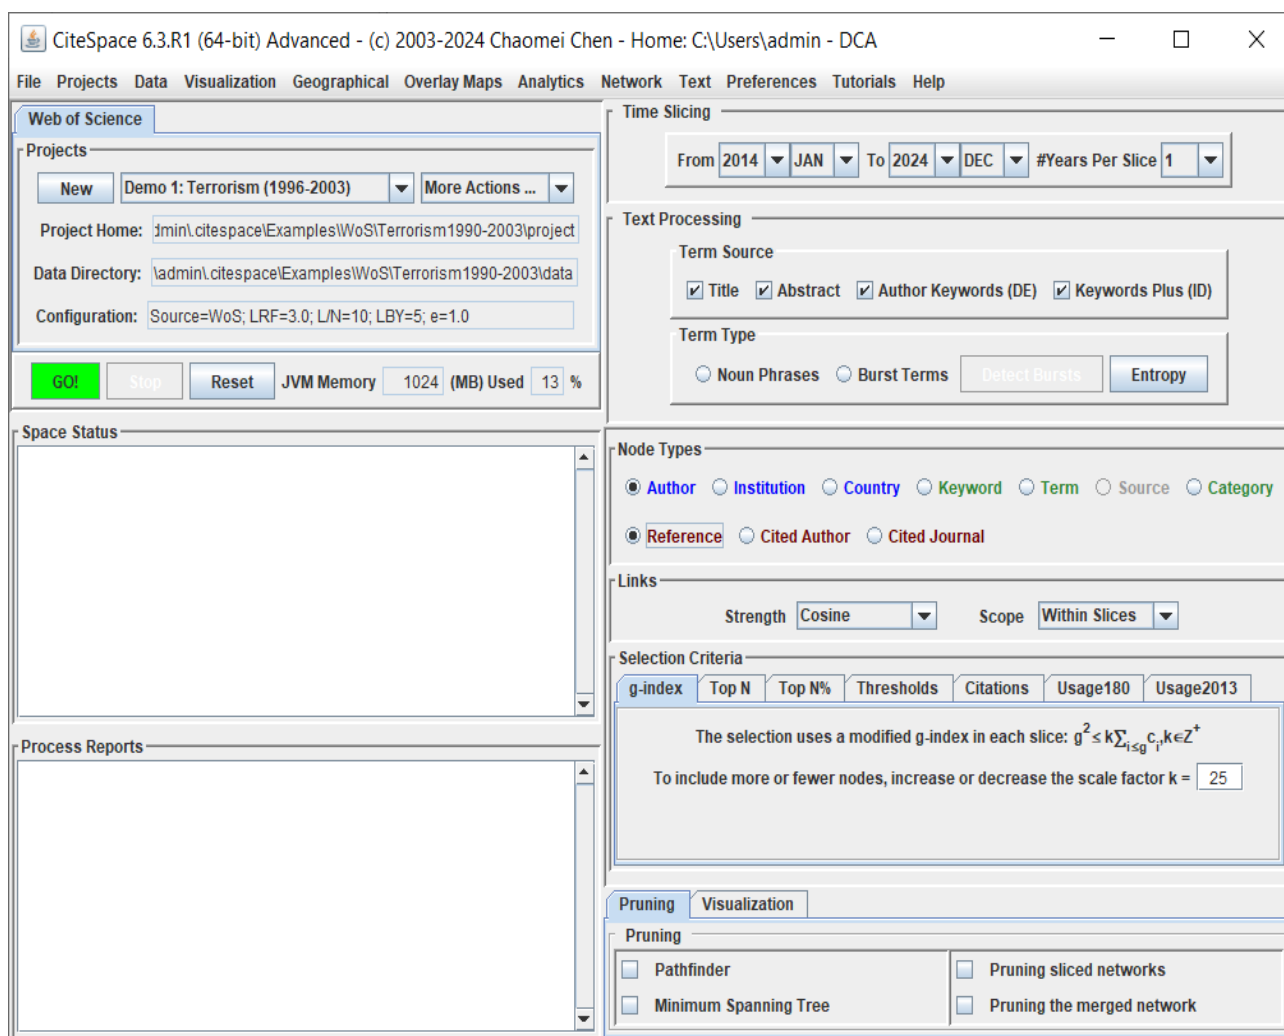 CiteSpace 6.3.R1 (64-bit) Advanced - (c) 2003-2024 Chaomei Chen - Home: C:\Users\admin - DCA
File Projects Data Visualization Geographical Overlay Maps Analytics Network Text Preferences Tutorials Help
Web of Science
Projects
New Demo 1: Terrorism (1996-2003) More Actions ...
Project Home: dmin\.citespace\Examples\WoS\Terrorism1990-2003\project
Data Directory: \admin\.citespace\Examples\WoS\Terrorism1990-2003\data
Configuration: Source=WoS; LRF=3.0; L/N=10; LBY=5; e=1.0
GO! Stop Reset JVM Memory 1024 (MB) Used 13 %
Space Status
Process Reports
Time Slicing
From 2014 JAN To 2024 DEC #Years Per Slice 1
Text Processing
Term Source
Title Abstract Author Keywords (DE) Keywords Plus (ID)
Term Type
Noun Phrases Burst Terms Detect Bursts Entropy
Node Types
Author Institution Country Keyword Term Source Category
Reference Cited Author Cited Journal
Links
Strength Cosine Scope Within Slices
Selection Criteria
g-index Top N Top N% Thresholds Citations Usage180 Usage2013
The selection uses a modified g-index in each slice: g² ≤ k∑i≤g ci, k∈Z⁺
To include more or fewer nodes, increase or decrease the scale factor k = 25
Pruning Visualization
Pruning
Pathfinder Pruning sliced networks
Minimum Spanning Tree Pruning the merged network